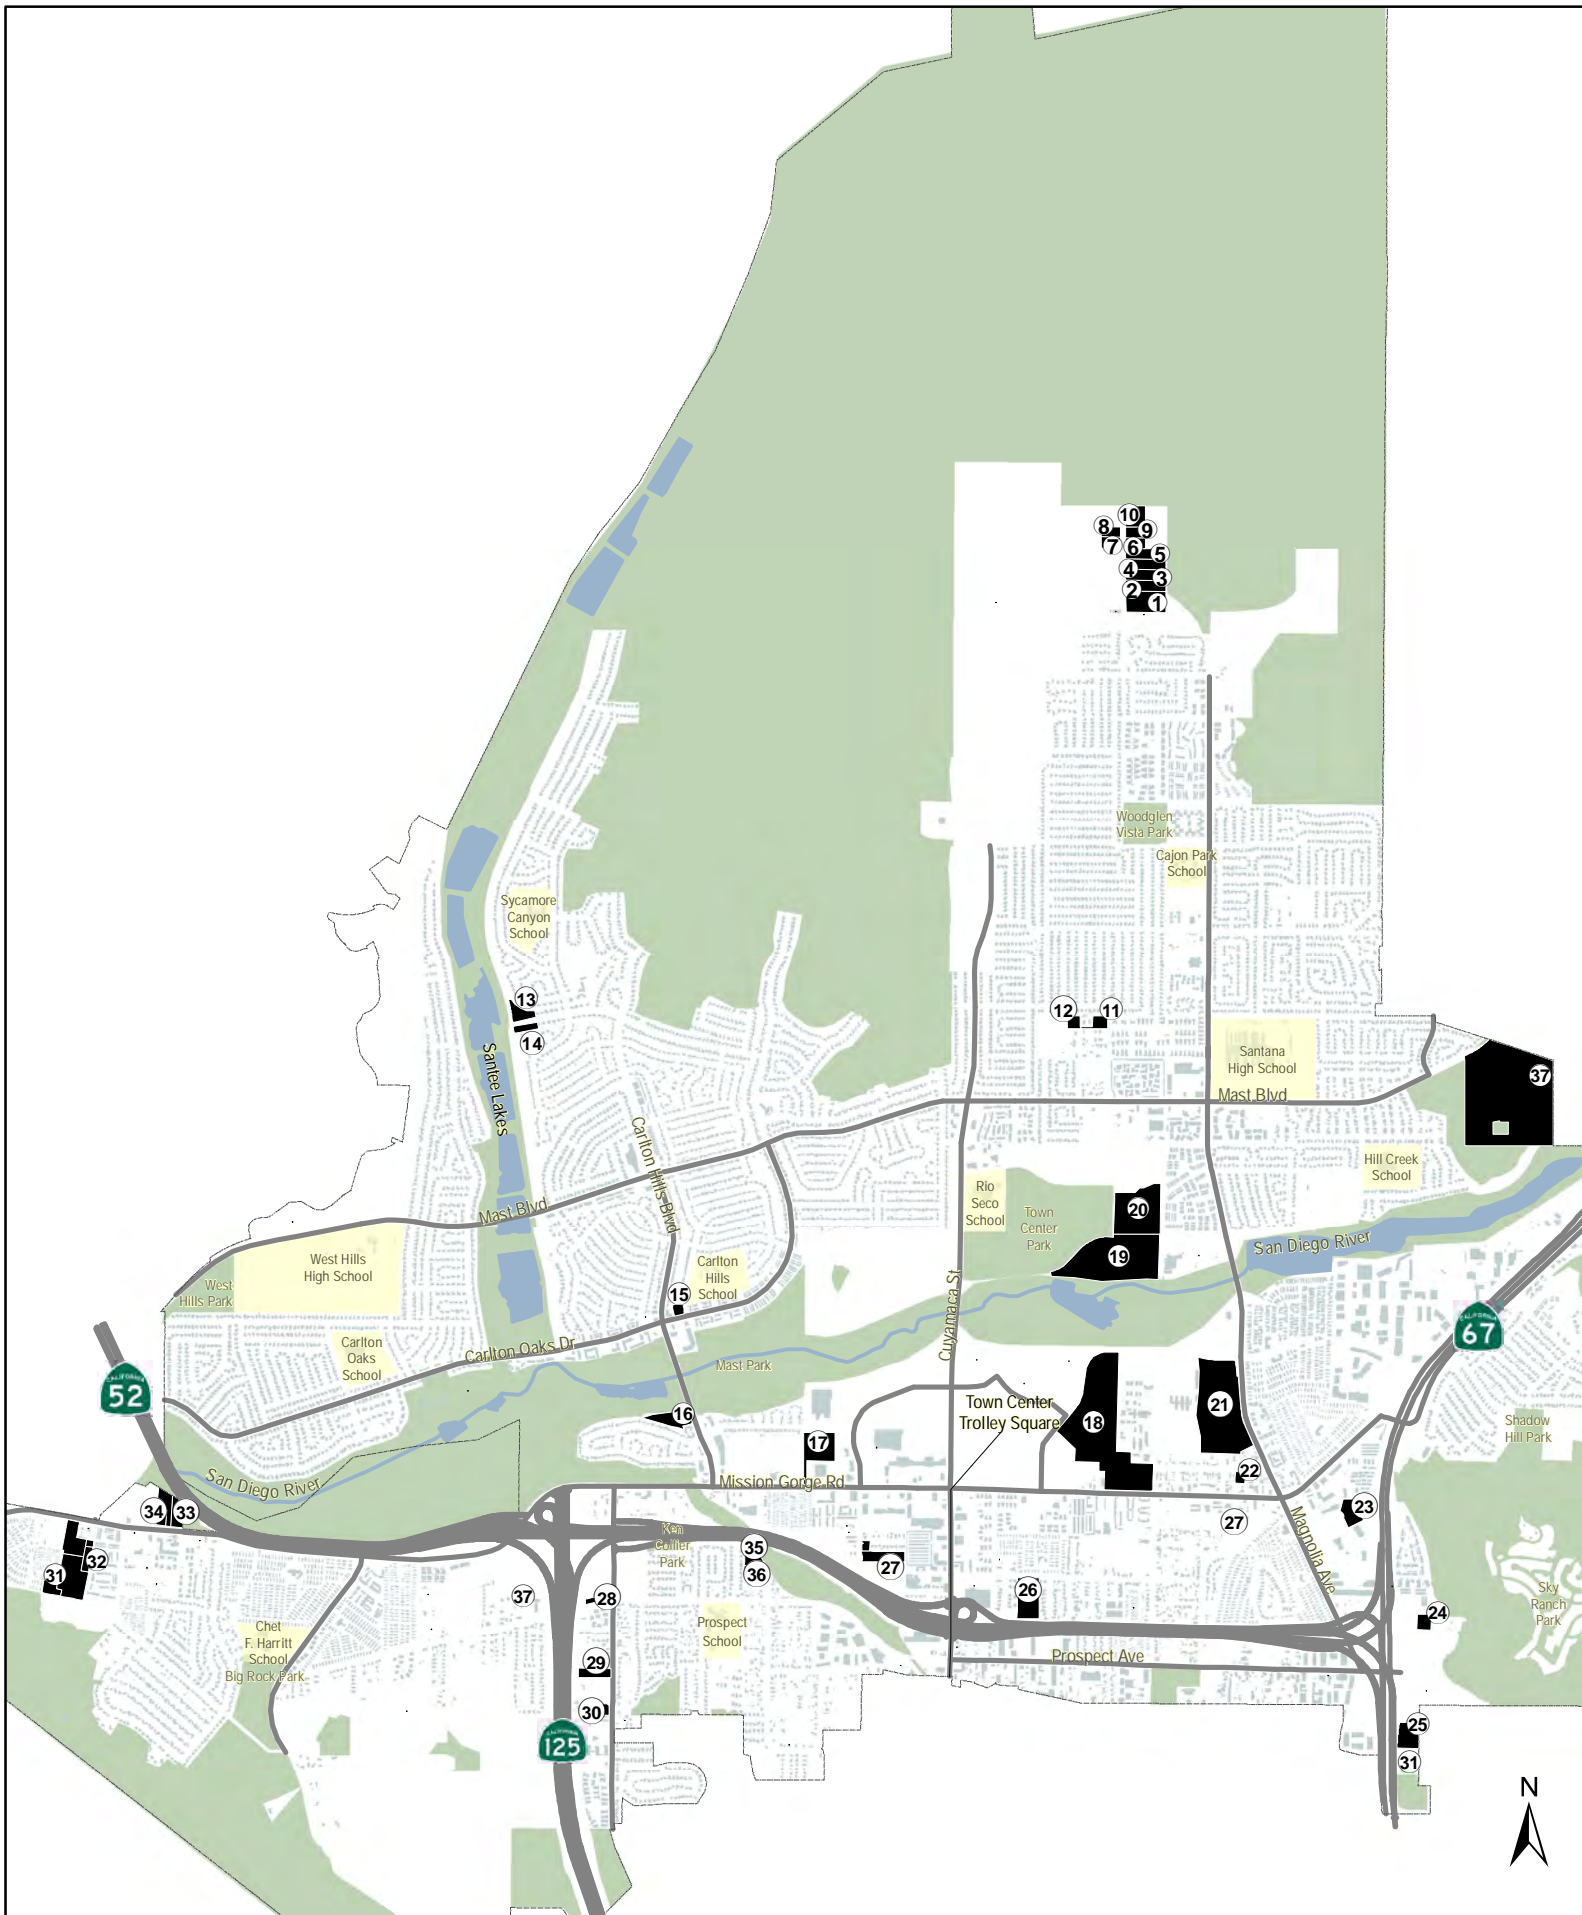 10
8
9
7
6
5
4
3
2
1
Woodglen
Vista Park
Cajon Park
School
Sycamore
Canyon
School
13
14
12
11
Santana
High School
37
Mast Blvd
Santee Lakes
Carlton Hills Blvd
Hill Creek
School
Rio
Seco
School
Town
Center
Park
20
19
San Diego River
Mast Blvd
West Hills
High School
West
Hills Park
Carlton
Hills
School
15
Cuyamaca St
CALIFORNIA
67
Carlton
Oaks
School
Carlton Oaks Dr
Mast Park
CALIFORNIA
52
16
17
Town Center
Trolley Square
18
21
Shadow
Hill Park
22
San Diego River
Mission Gorge Rd
34
33
23
27
Magnolia Ave
Ken
Collier
Park
35
36
27
31
32
37
28
26
24
Sky
Ranch
Park
Chet
F. Harritt
School
Big Rock Park
Prospect
School
29
Prospect Ave
30
CALIFORNIA
125
25
31
N